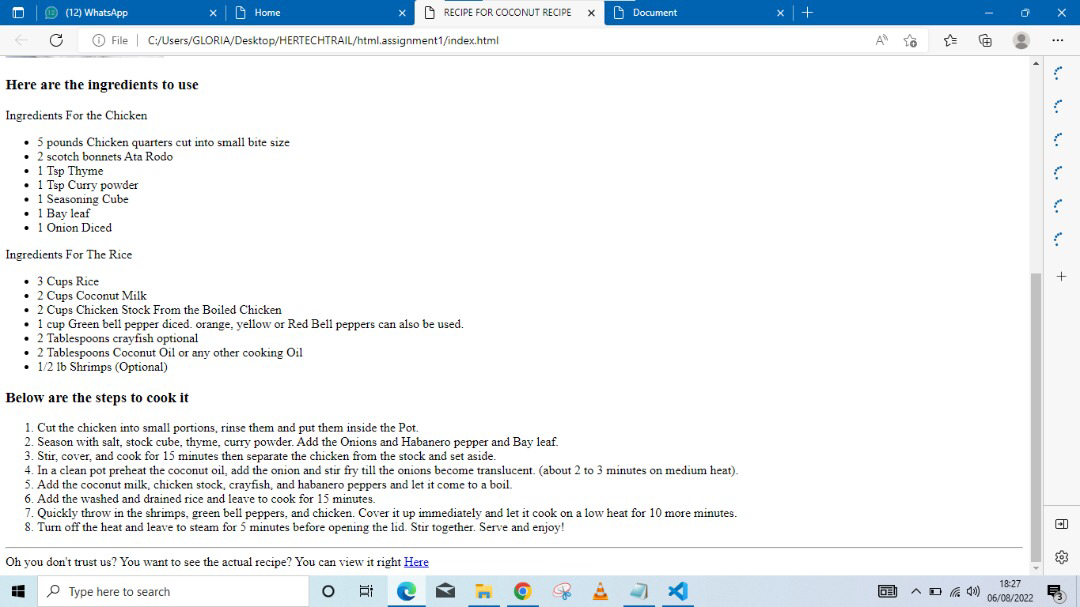 (12) WhatsApp
Home
RECIPE FOR COCONUT RECIPE
Document
File
C:/Users/GLORIA/Desktop/HERTECHTRAIL/html.assignment1/index.html
Here are the ingredients to use
Ingredients For the Chicken
• 5 pounds Chicken quarters cut into small bite size
• 2 scotch bonnets Ata Rodo
• 1 Tsp Thyme
• 1 Tsp Curry powder
• 1 Seasoning Cube
• 1 Bay leaf
• 1 Onion Diced
Ingredients For The Rice
• 3 Cups Rice
• 2 Cups Coconut Milk
• 2 Cups Chicken Stock From the Boiled Chicken
• 1 cup Green bell pepper diced. orange, yellow or Red Bell peppers can also be used.
• 2 Tablespoons crayfish optional
• 2 Tablespoons Coconut Oil or any other cooking Oil
• 1/2 lb Shrimps (Optional)
Below are the steps to cook it
1. Cut the chicken into small portions, rinse them and put them inside the Pot.
2. Season with salt, stock cube, thyme, curry powder. Add the Onions and Habanero pepper and Bay leaf.
3. Stir, cover, and cook for 15 minutes then separate the chicken from the stock and set aside.
4. In a clean pot preheat the coconut oil, add the onion and stir fry till the onions become translucent. (about 2 to 3 minutes on medium heat).
5. Add the coconut milk, chicken stock, crayfish, and habanero peppers and let it come to a boil.
6. Add the washed and drained rice and leave to cook for 15 minutes.
7. Quickly throw in the shrimps, green bell peppers, and chicken. Cover it up immediately and let it cook on a low heat for 10 more minutes.
8. Turn off the heat and leave to steam for 5 minutes before opening the lid. Stir together. Serve and enjoy!
Oh you don't trust us? You want to see the actual recipe? You can view it right Here
Type here to search
18:27
06/08/2022
3